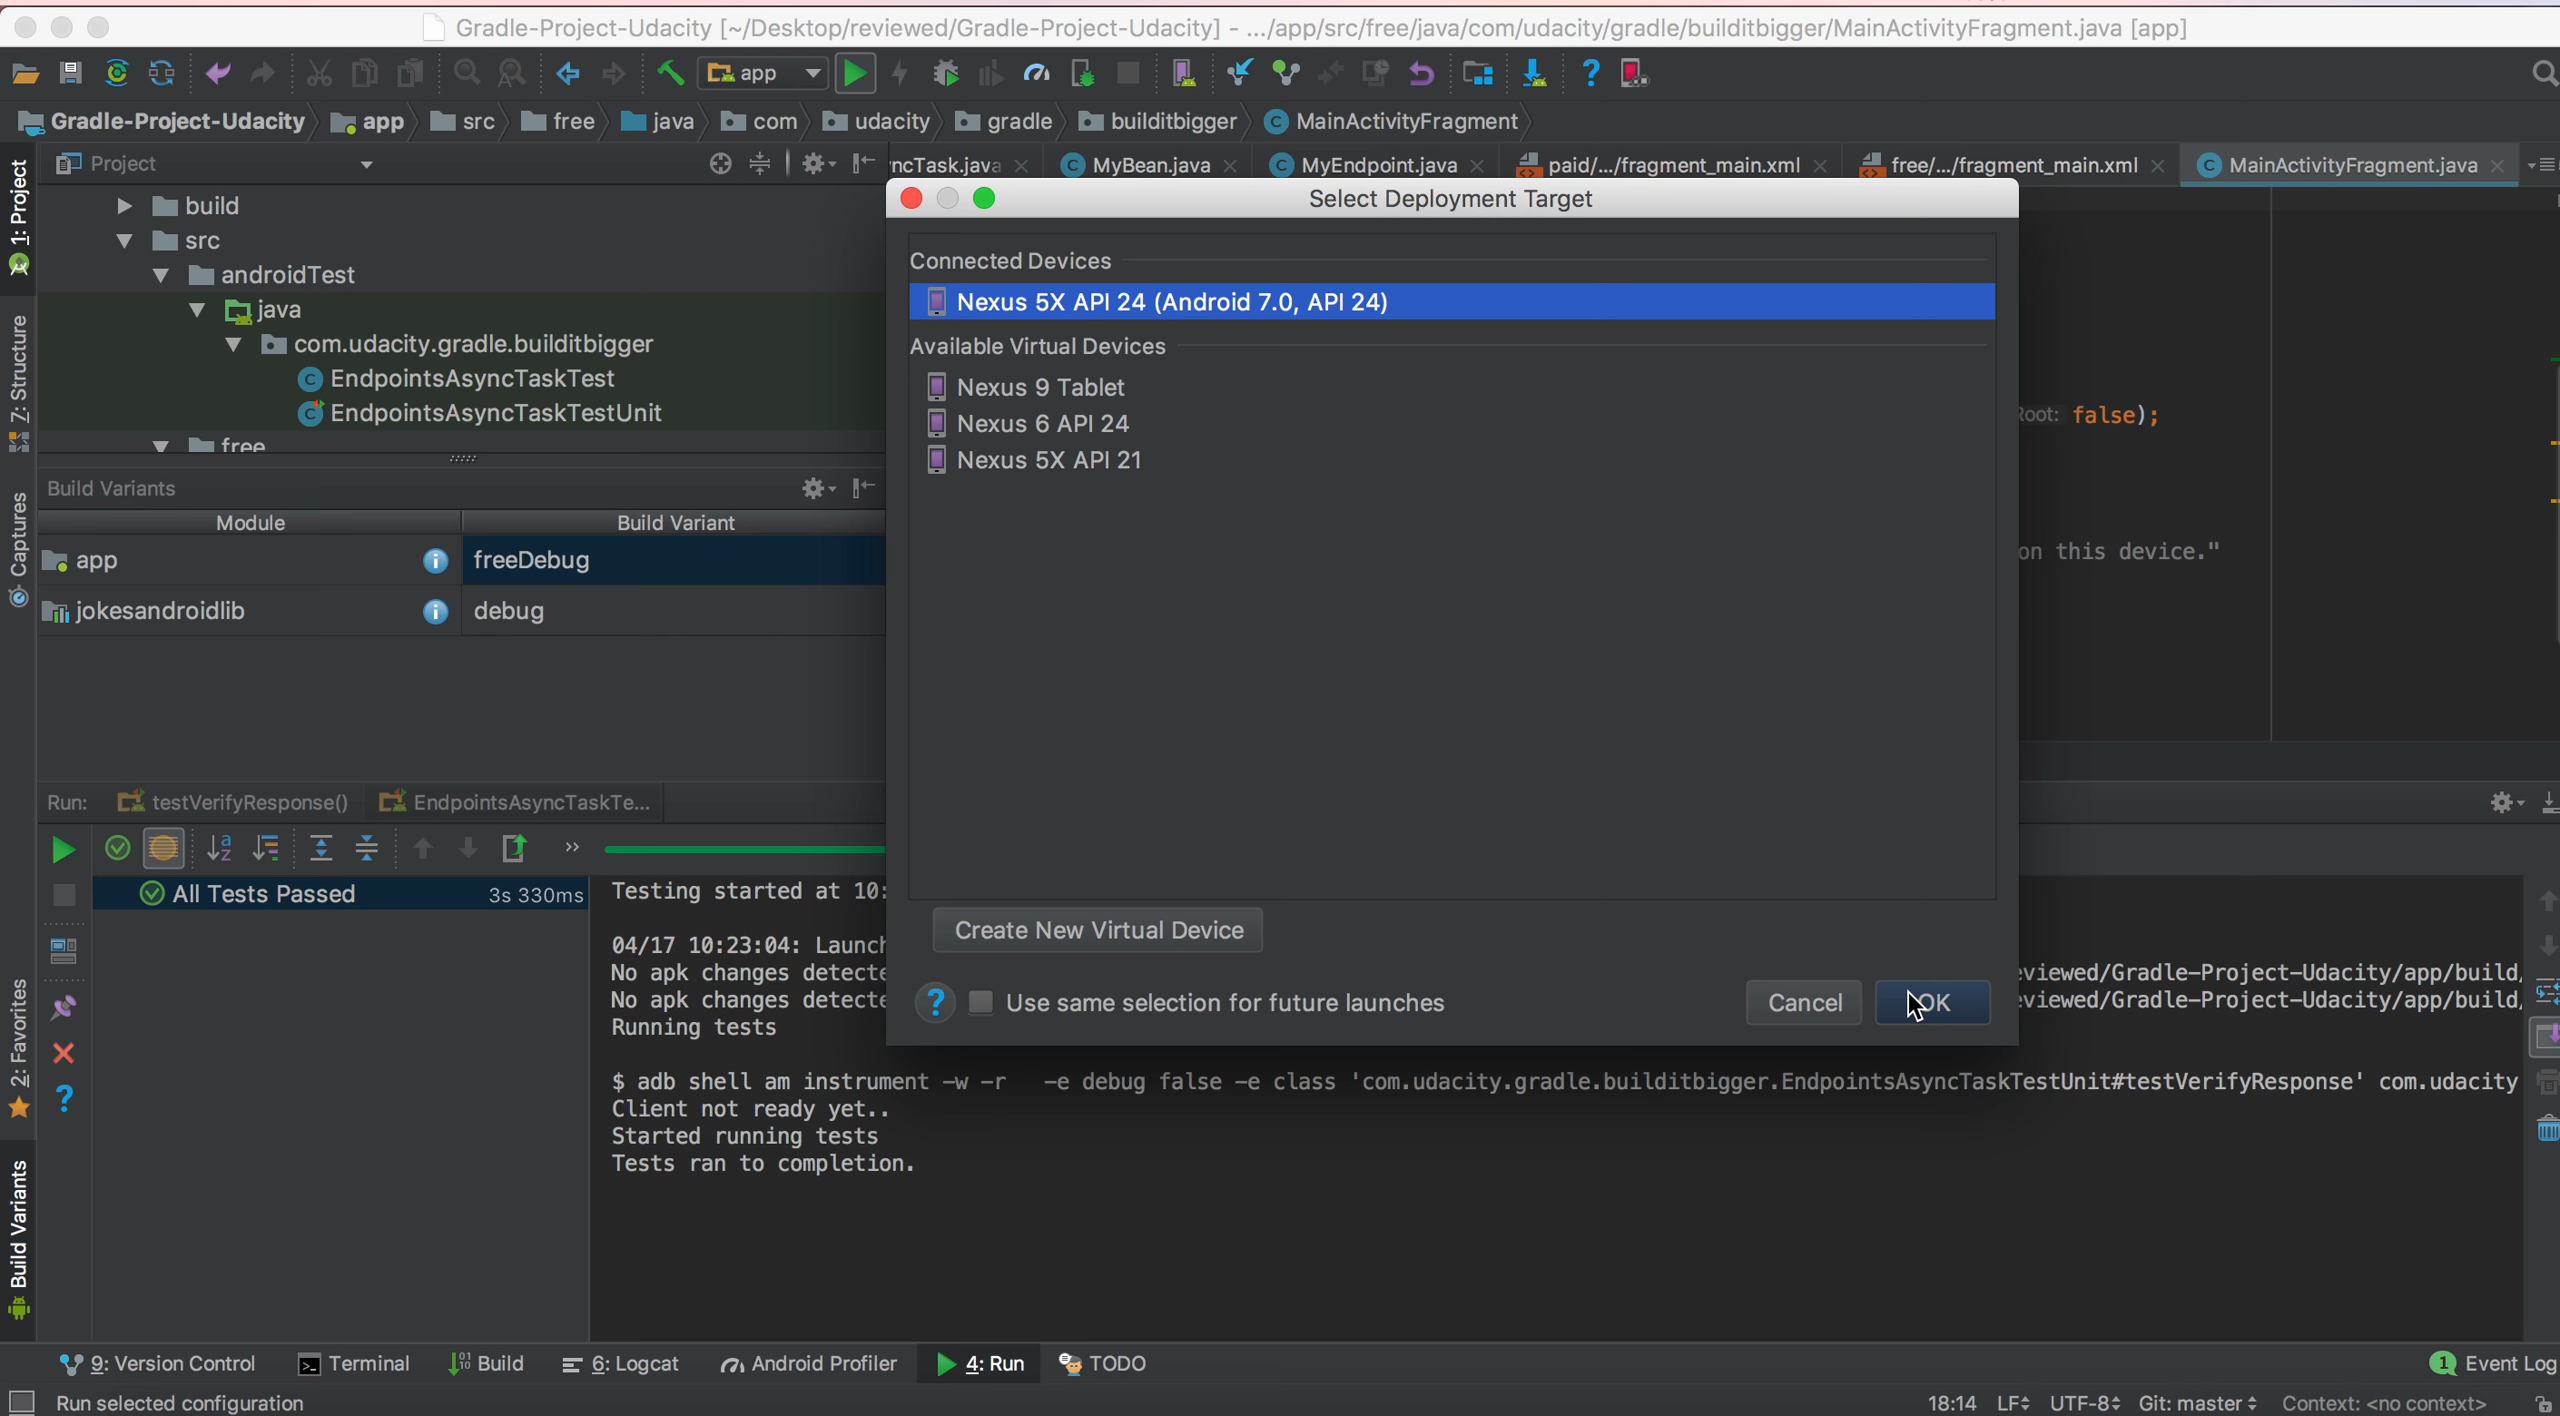 Gradle-Project-Udacity [~/Desktop/reviewed/Gradle-Project-Udacity] - .../app/src/free/java/com/udacity/gradle/builditbigger/MainActivityFragment.java [app]
app
Gradle-Project-Udacity app src free java com udacity gradle builditbigger MainActivityFragment
1: Project
Z: Structure
Captures
2: Favorites
Build Variants
Project
ncTask.java MyBean.java MyEndpoint.java paid/.../fragment_main.xml free/.../fragment_main.xml MainActivityFragment.java
build
src
androidTest
java
com.udacity.gradle.builditbigger
EndpointsAsyncTaskTest
EndpointsAsyncTaskTestUnit
free
Build Variants
Module Build Variant
app freeDebug
jokesandroidlib debug
Select Deployment Target
Connected Devices
Nexus 5X API 24 (Android 7.0, API 24)
Available Virtual Devices
Nexus 9 Tablet
Nexus 6 API 24
Nexus 5X API 21
Create New Virtual Device
Use same selection for future launches
Cancel OK
Root: false);
on this device."
Run: testVerifyResponse() EndpointsAsyncTaskTe...
All Tests Passed 3s 330ms
Testing started at 10:
04/17 10:23:04: Launch
No apk changes detecte viewed/Gradle-Project-Udacity/app/build/
No apk changes detecte viewed/Gradle-Project-Udacity/app/build/
Running tests
$ adb shell am instrument -w -r   -e debug false -e class 'com.udacity.gradle.builditbigger.EndpointsAsyncTaskTestUnit#testVerifyResponse' com.udacity
Client not ready yet..
Started running tests
Tests ran to completion.
9: Version Control Terminal Build 6: Logcat Android Profiler 4: Run TODO 1 Event Log
Run selected configuration 18:14 LF UTF-8 Git: master Context: <no context>